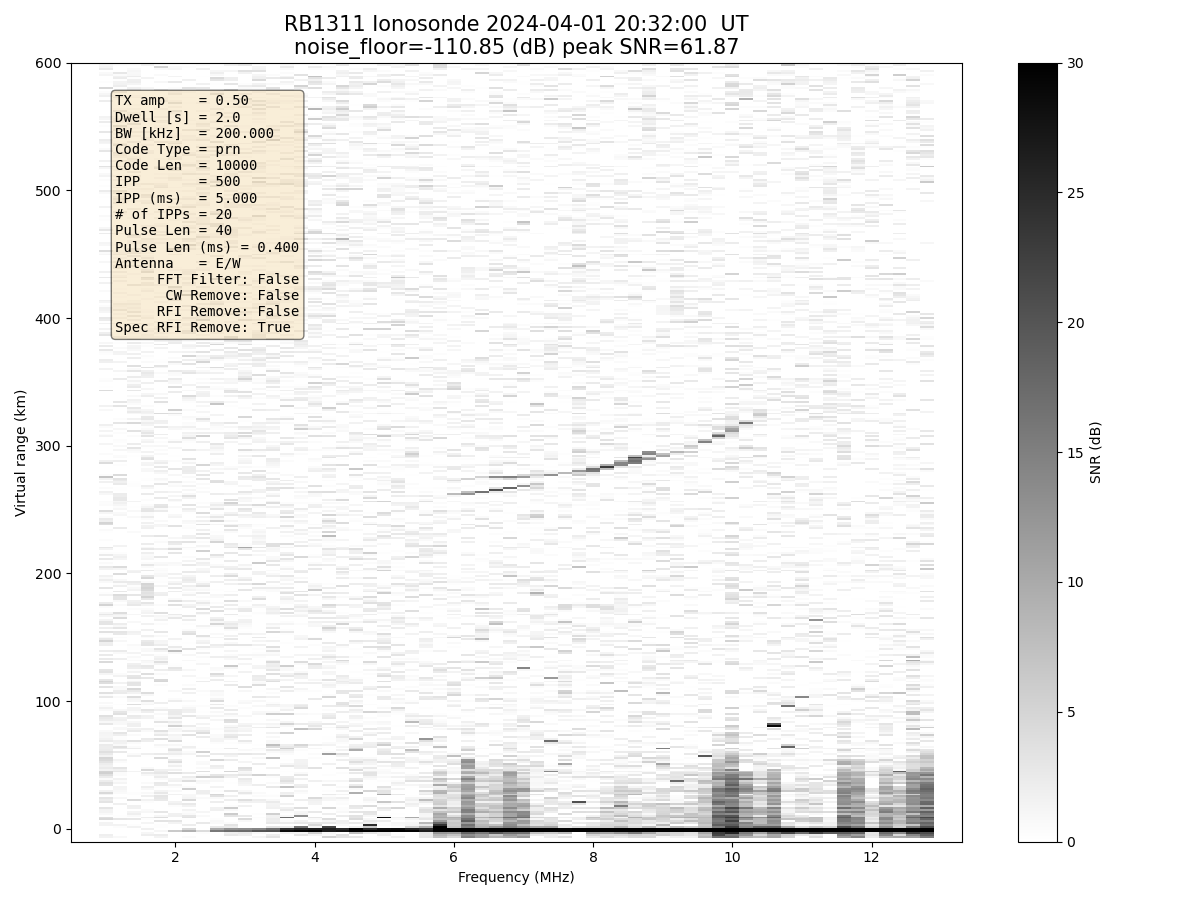 RB1311 Ionosonde 2024-04-01 20:32:00  UT
noise_floor=-110.85 (dB) peak SNR=61.87
600
500
400
300
200
100
0
Virtual range (km)
TX amp    = 0.50
Dwell [s] = 2.0
BW [kHz]  = 200.000
Code Type = prn
Code Len  = 10000
IPP       = 500
IPP (ms)  = 5.000
# of IPPs = 20
Pulse Len = 40
Pulse Len (ms) = 0.400
Antenna   = E/W
FFT Filter: False
CW Remove: False
RFI Remove: False
Spec RFI Remove: True
2 4 6 8 10 12
Frequency (MHz)
30
25
20
15
10
5
0
SNR (dB)